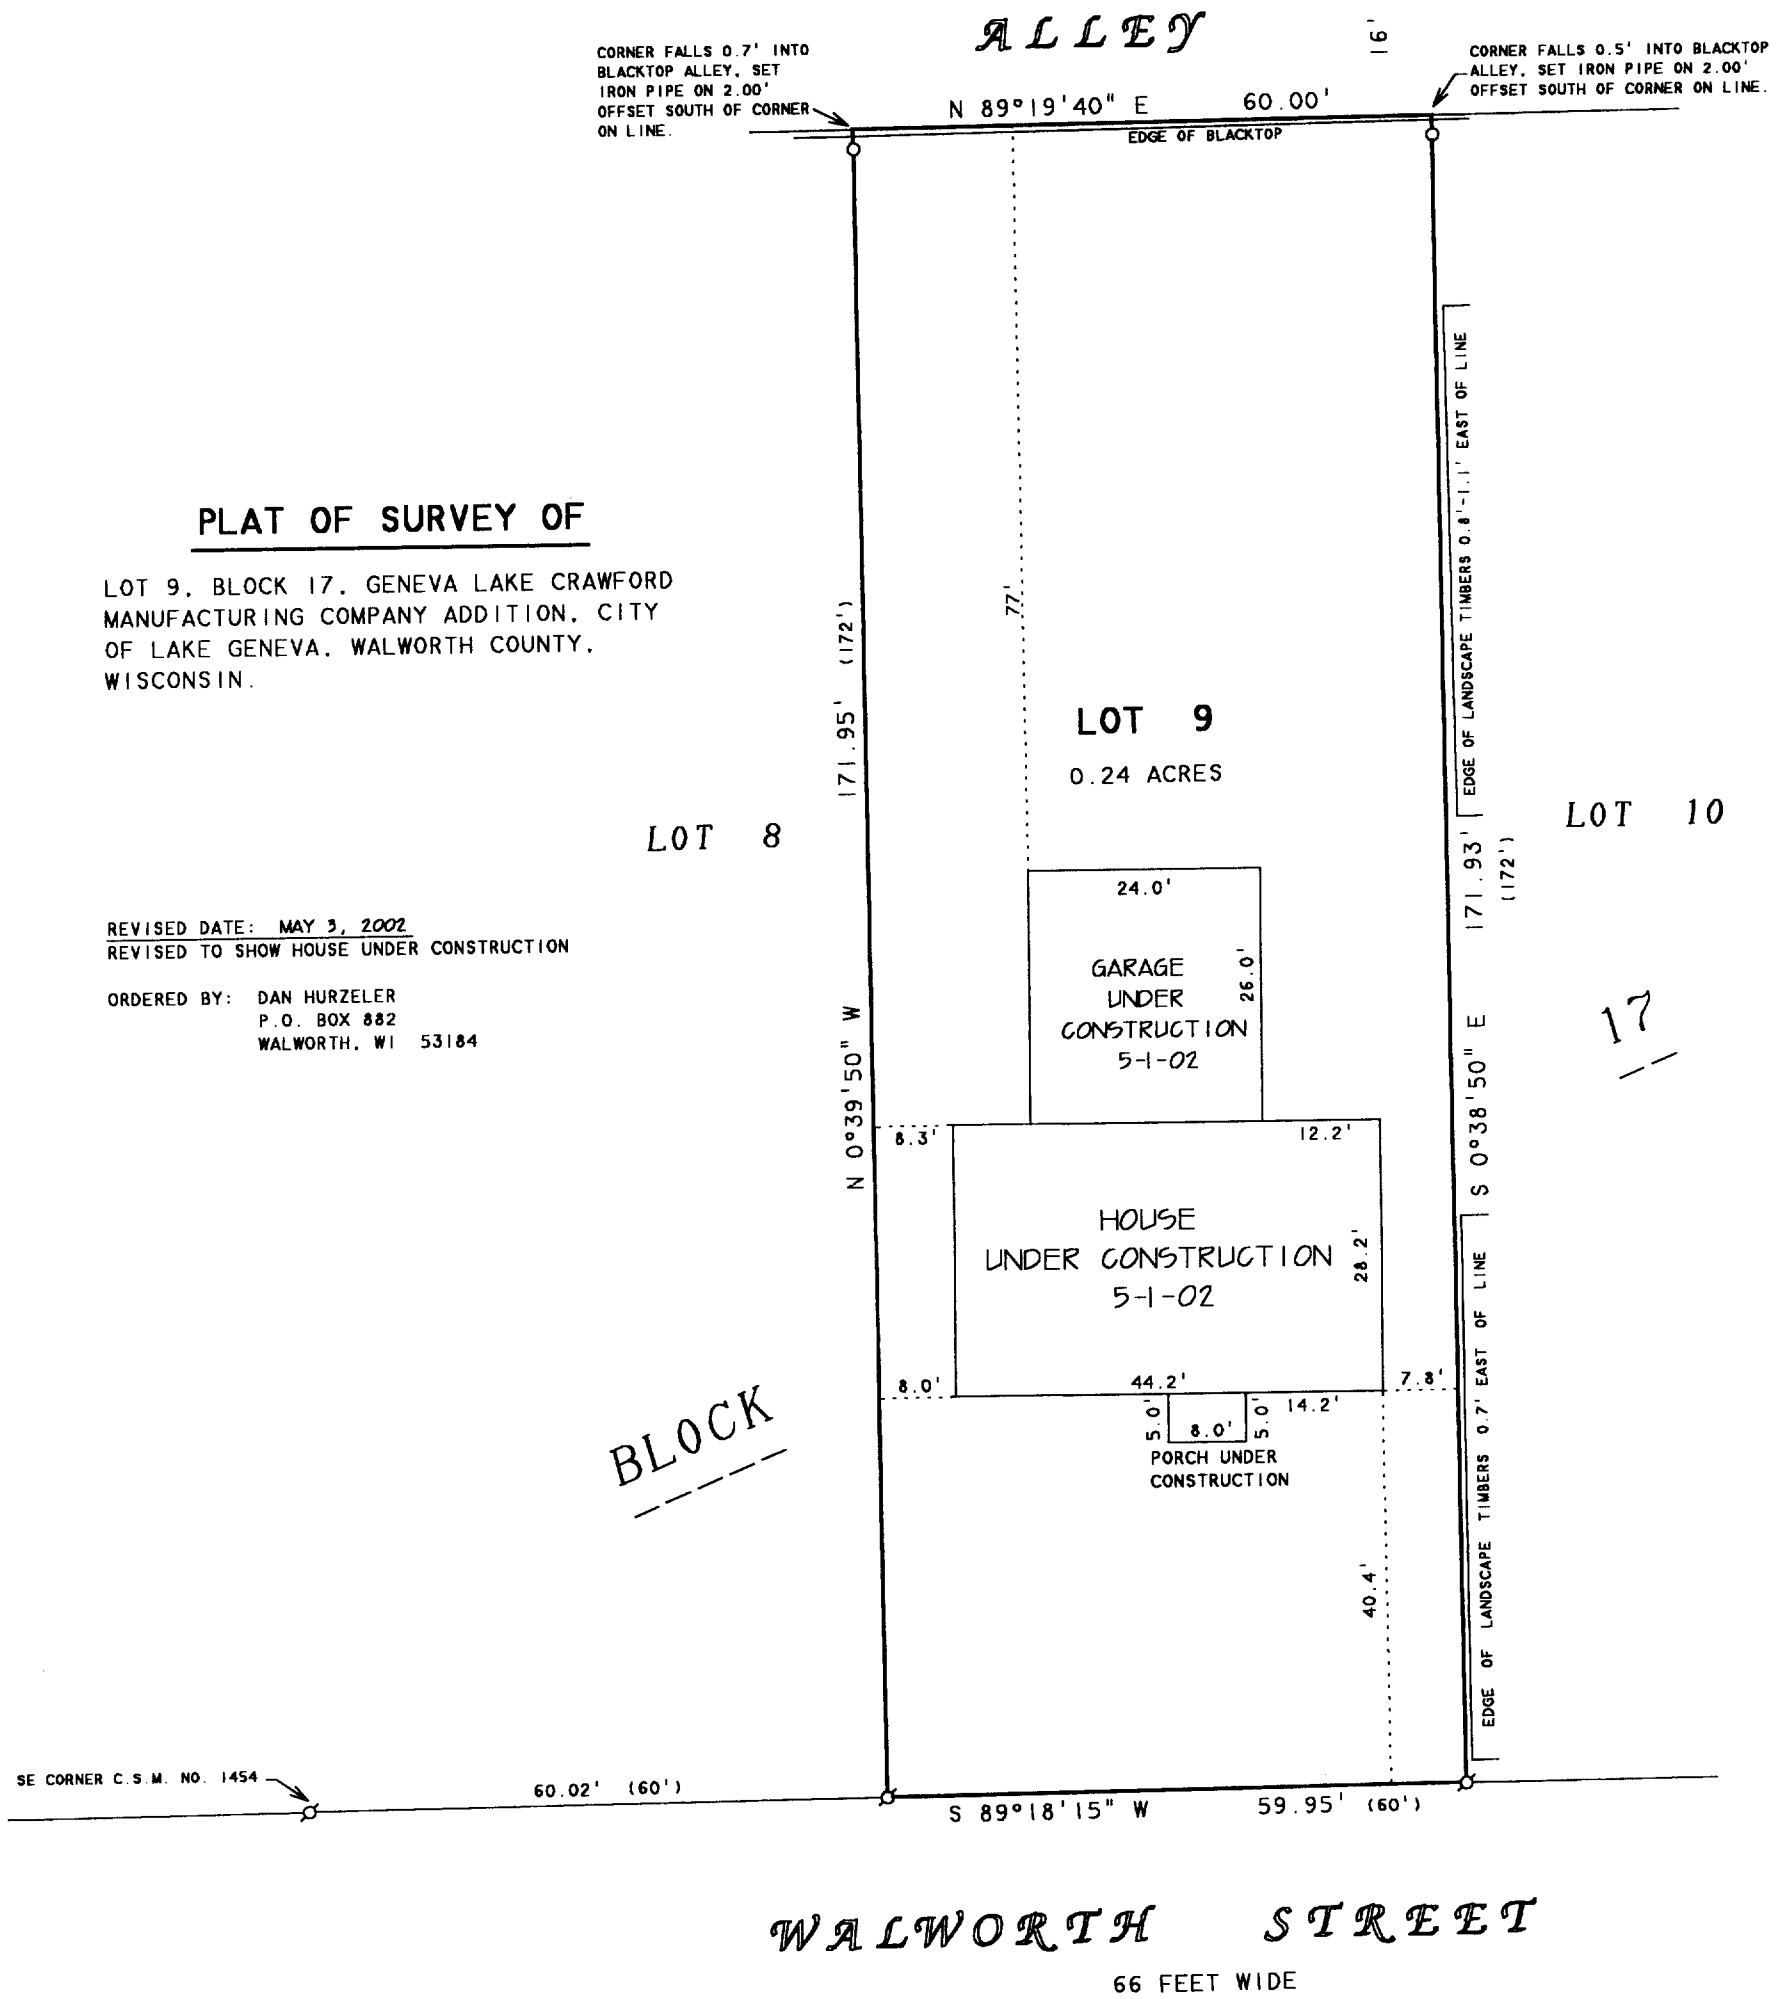 ALLEY
16'
CORNER FALLS 0.7' INTO
BLACKTOP ALLEY, SET
IRON PIPE ON 2.00'
OFFSET SOUTH OF CORNER
ON LINE.
CORNER FALLS 0.5' INTO BLACKTOP
ALLEY, SET IRON PIPE ON 2.00'
OFFSET SOUTH OF CORNER ON LINE.
N 89°19'40" E 60.00'
EDGE OF BLACKTOP
EDGE OF LANDSCAPE TIMBERS 0.8'-1.1' EAST OF LINE
77'
PLAT OF SURVEY OF
LOT 9, BLOCK 17, GENEVA LAKE CRAWFORD
MANUFACTURING COMPANY ADDITION, CITY
OF LAKE GENEVA, WALWORTH COUNTY,
WISCONSIN.
N 0°39'50" W 171.95' (172')
LOT 9
0.24 ACRES
LOT 8
LOT 10
S 0°38'50" E 171.93'
(172')
24.0'
26.0'
GARAGE
UNDER
CONSTRUCTION
5-1-02
REVISED DATE: MAY 3, 2002
REVISED TO SHOW HOUSE UNDER CONSTRUCTION
ORDERED BY: DAN HURZELER
P.O. BOX 882
WALWORTH, WI 53184
17
8.3'
12.2'
HOUSE
UNDER CONSTRUCTION
5-1-02
28.2'
8.0'
44.2'
7.8'
5.0'
8.0'
5.0'
14.2'
PORCH UNDER
CONSTRUCTION
BLOCK
40.4'
EDGE OF LANDSCAPE TIMBERS 0.7' EAST OF LINE
SE CORNER C.S.M. NO. 1454
60.02' (60')
S 89°18'15" W 59.95' (60')
WALWORTH STREET
66 FEET WIDE